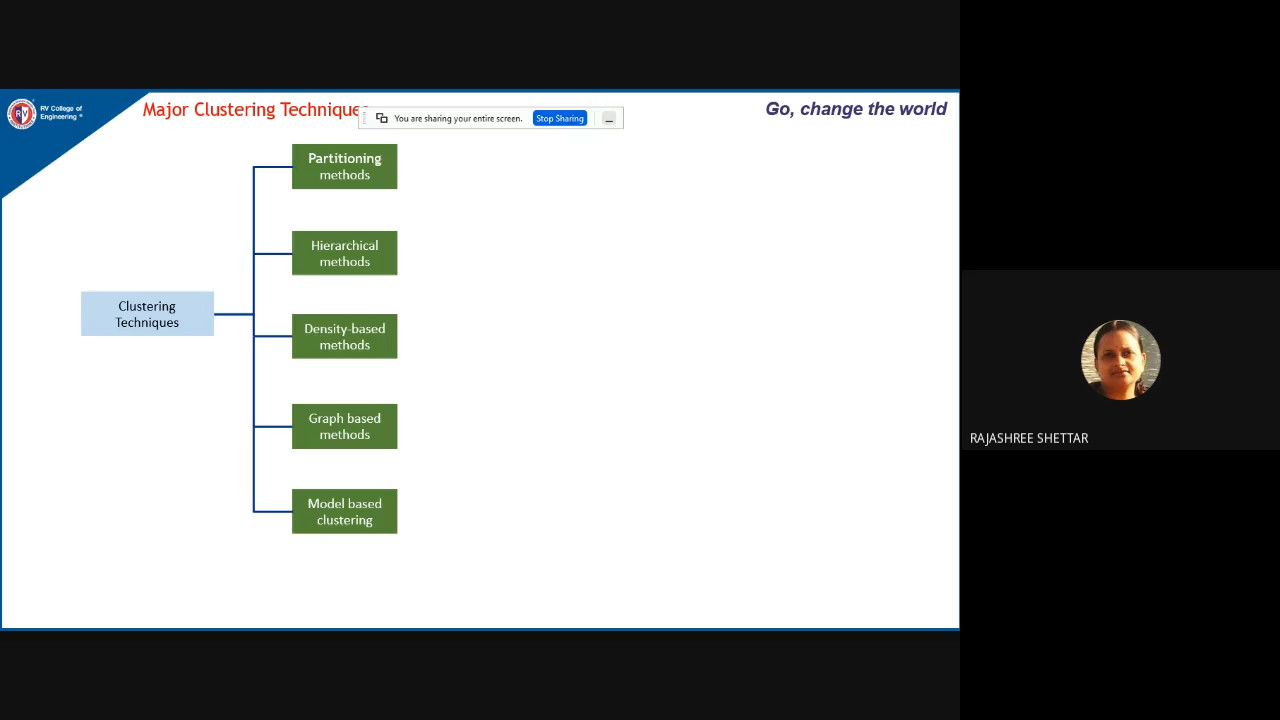 RV College of
Engineering
Major Clustering Techniques
You are sharing your entire screen.
Stop Sharing
Go, change the world
Partitioning
methods
Hierarchical
methods
Clustering
Techniques
Density-based
methods
Graph based
methods
Model based
clustering
RAJASHREE SHETTAR